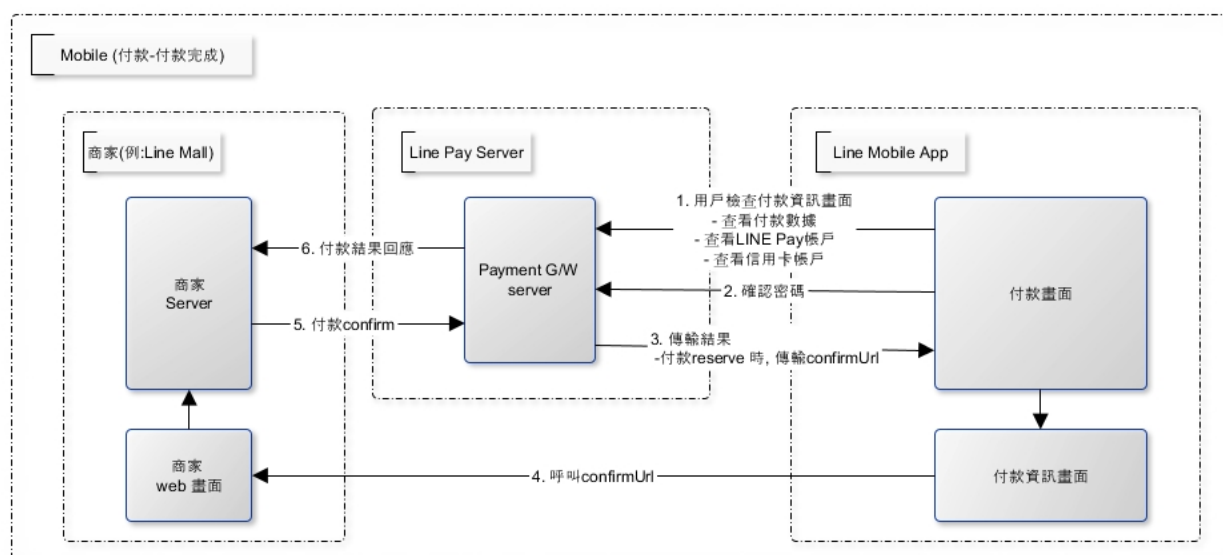 Mobile (付款-付款完成)
商家(例:Line Mall)
Line Pay Server
Line Mobile App
1. 用戶檢查付款資訊畫面
- 查看付款數據
- 查看LINE Pay帳戶
- 查看信用卡帳戶
6. 付款結果回應
商家
Server
Payment G/W
server
2. 確認密碼
付款畫面
5. 付款confirm
3. 傳輸結果
-付款reserve 時, 傳輸confirmUrl
商家
web 畫面
4. 呼叫confirmUrl
付款資訊畫面